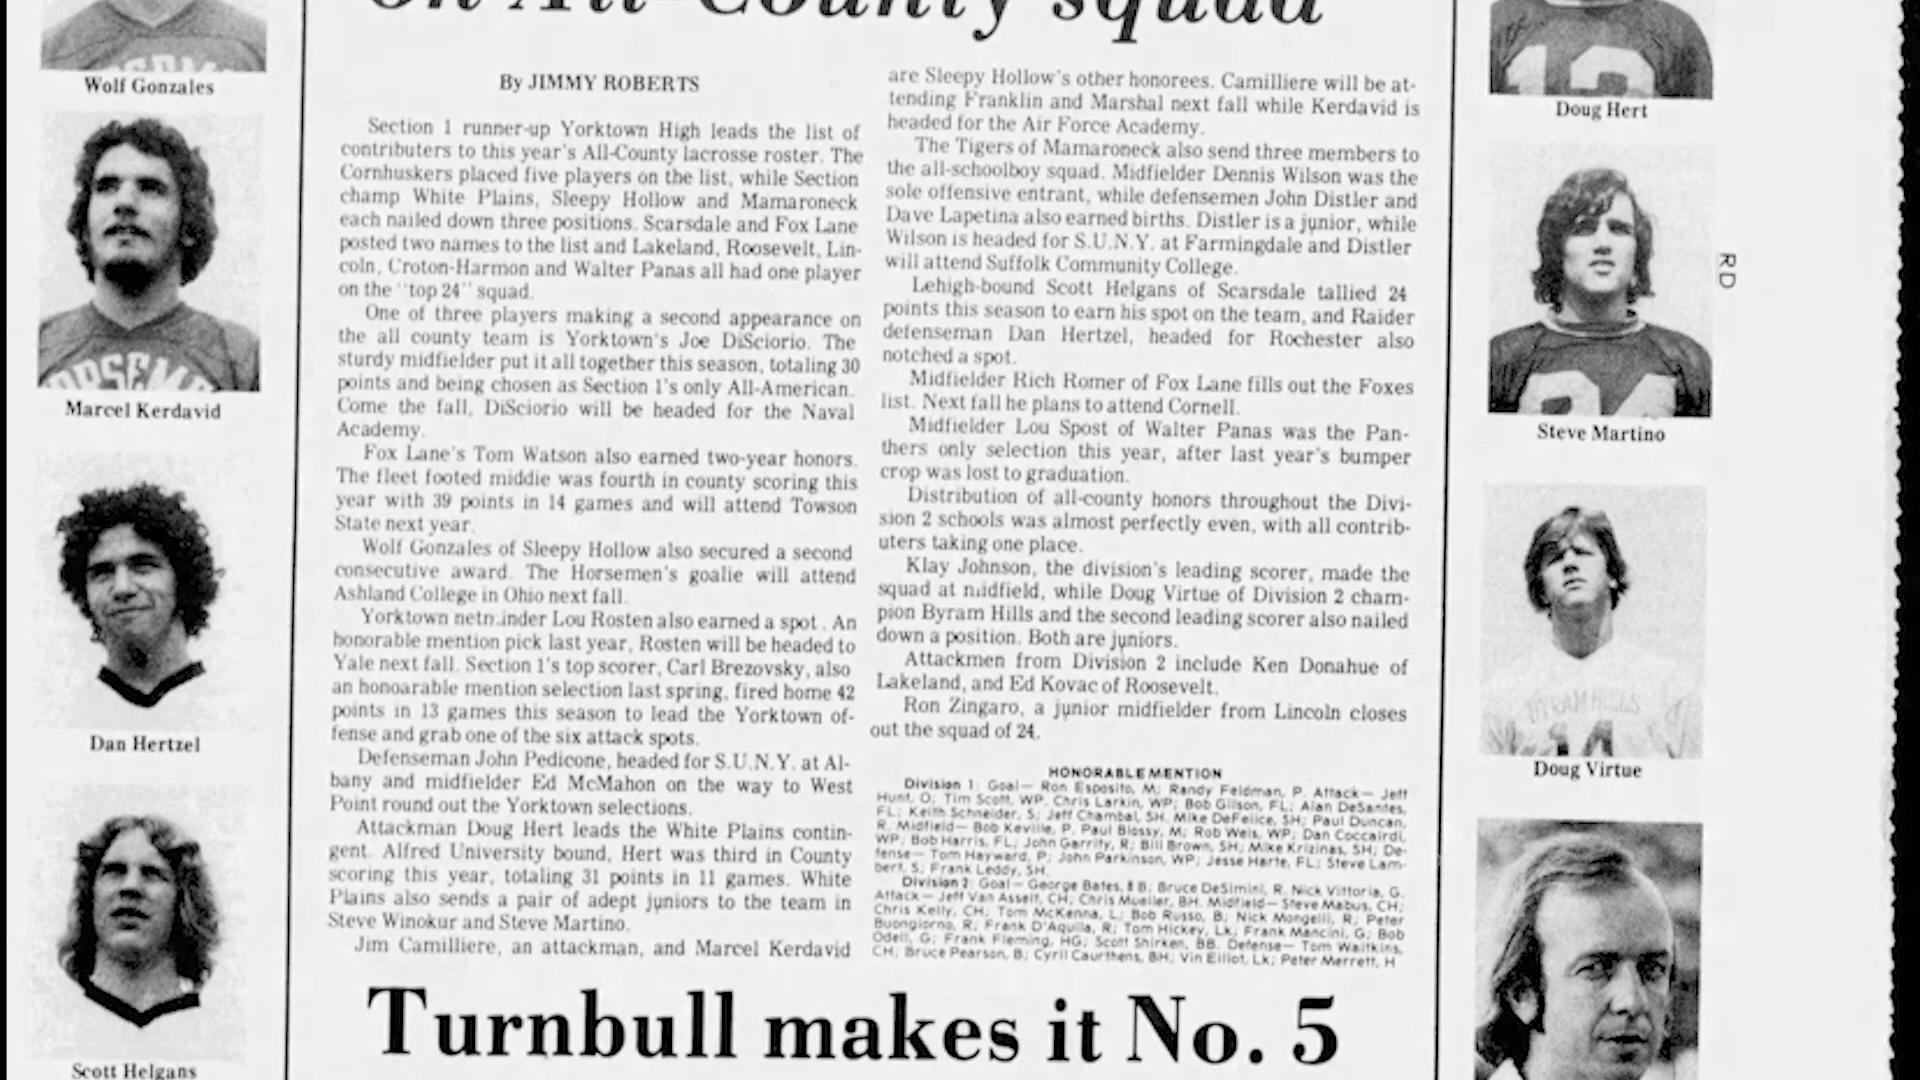 on All-County squad
Wolf Gonzales
Marcel Kerdavid
Dan Hertzel
Scott Helgans
By JIMMY ROBERTS
Section 1 runner-up Yorktown High leads the list of
contributers to this year's All-County lacrosse roster. The
Cornhuskers placed five players on the list, while Section
champ White Plains, Sleepy Hollow and Mamaroneck
each nailed down three positions. Scarsdale and Fox Lane
posted two names to the list and Lakeland, Roosevelt, Lin-
coln, Croton-Harmon and Walter Panas all had one player
on the "top 24" squad.
One of three players making a second appearance on
the all county team is Yorktown's Joe DiSciorio. The
sturdy midfielder put it all together this season, totaling 30
points and being chosen as Section 1's only All-American.
Come the fall, DiSciorio will be headed for the Naval
Academy.
Fox Lane's Tom Watson also earned two-year honors.
The fleet footed middie was fourth in county scoring this
year with 39 points in 14 games and will attend Towson
State next year.
Wolf Gonzales of Sleepy Hollow also secured a second
consecutive award. The Horsemen's goalie will attend
Ashland College in Ohio next fall.
Yorktown netminder Lou Rosten also earned a spot. An
honorable mention pick last year, Rosten will be headed to
Yale next fall. Section 1's top scorer, Carl Brezovsky, also
an honoarable mention selection last spring, fired home 42
points in 13 games this season to lead the Yorktown of-
fense and grab one of the six attack spots.
Defenseman John Pedicone, headed for S.U.N.Y. at Al-
bany and midfielder Ed McMahon on the way to West
Point round out the Yorktown selections.
Attackman Doug Hert leads the White Plains contin-
gent. Alfred University bound, Hert was third in County
scoring this year, totaling 31 points in 11 games. White
Plains also sends a pair of adept juniors to the team in
Steve Winokur and Steve Martino.
Jim Camilliere, an attackman, and Marcel Kerdavid
are Sleepy Hollow's other honorees. Camilliere will be at-
tending Franklin and Marshal next fall while Kerdavid is
headed for the Air Force Academy.
The Tigers of Mamaroneck also send three members to
the all-schoolboy squad. Midfielder Dennis Wilson was the
sole offensive entrant, while defensemen John Distler and
Dave Lapetina also earned births. Distler is a junior, while
Wilson is headed for S.U.N.Y. at Farmingdale and Distler
will attend Suffolk Community College.
Lehigh-bound Scott Helgans of Scarsdale tallied 24
points this season to earn his spot on the team, and Raider
defenseman Dan Hertzel, headed for Rochester also
notched a spot.
Midfielder Rich Romer of Fox Lane fills out the Foxes
list. Next fall he plans to attend Cornell.
Midfielder Lou Spost of Walter Panas was the Pan-
thers only selection this year, after last year's bumper
crop was lost to graduation.
Distribution of all-county honors throughout the Divi-
sion 2 schools was almost perfectly even, with all contrib-
uters taking one place.
Klay Johnson, the division's leading scorer, made the
squad at midfield, while Doug Virtue of Division 2 cham-
pion Byram Hills and the second leading scorer also nailed
down a position. Both are juniors.
Attackmen from Division 2 include Ken Donahue of
Lakeland, and Ed Kovac of Roosevelt.
Ron Zingaro, a junior midfielder from Lincoln closes
out the squad of 24.
HONORABLE MENTION
Division 1: Goal— Ron Esposito, M; Randy Feldman, P. Attack— Jeff
Hunt, O; Tim Scott, WP. Chris Larkin, WP; Bob Gilson, FL; Alan DeSantes,
FL; Keith Schneider, S; Jeff Chambal, SH. Mike DeFelice, SH; Paul Duncan,
R. Midfield— Bob Keville, P. Paul Blossy, M; Rob Weis, WP; Dan Coccairdi,
WP; Bob Harris, FL; John Garrity, R; Bill Brown, SH; Mike Krizinas, SH; De-
fense— Tom Hayward, P; John Parkinson, WP; Jesse Harte, FL; Steve Lam-
bert, S; Frank Leddy, SH.
Division 2: Goal— George Bates, BB; Bruce DeSimini, R. Nick Vittoria, G.
Attack— Jeff Van Asselt, CH; Chris Mueller, BH. Midfield— Steve Mabus, CH;
Chris Kelly, CH; Tom McKenna, L; Bob Russo, B; Nick Mongelli, R; Peter
Buongiorno, R; Frank D'Aquila, R; Tom Hickey, Lk; Frank Mancini, G; Bob
Odell, G; Frank Fleming, HG; Scott Shirken, BB. Defense— Tom Waitkins,
CH; Bruce Pearson, B; Cyril Caurthens, BH; Vin Elliot, Lk; Peter Merrett, H
Turnbull makes it No. 5
Doug Hert
Steve Martino
Doug Virtue
RD
BYRAM HILLS